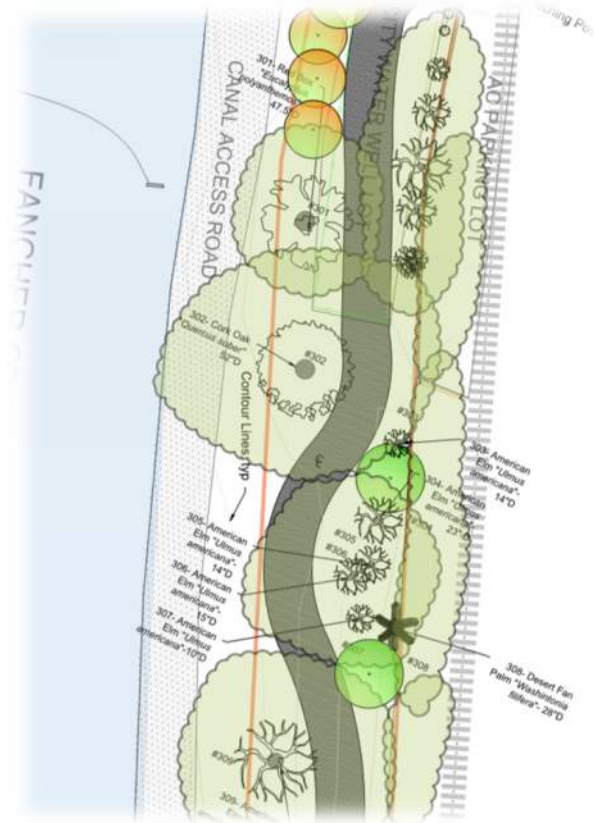 301- Red Box
"Eucalyptus
polyanthemos
47.5"D
CANAL ACCESS ROAD
AC PARKING LOT
#301
302- Cork Oak
"Quercus suber"
52"D
#302
Contour Lines typ
303- American
Elm "Ulmus
americana"-
14"D
304- American
Elm "Ulmus
americana"
23"D
305- American
Elm "Ulmus
americana"-
14"D
#305
#306
306- American
Elm "Ulmus
americana"-
15"D
307- American
Elm "Ulmus
americana"-10"D
#308
308- Desert Fan
Palm "Washintonia
filifera"- 28"D
#309